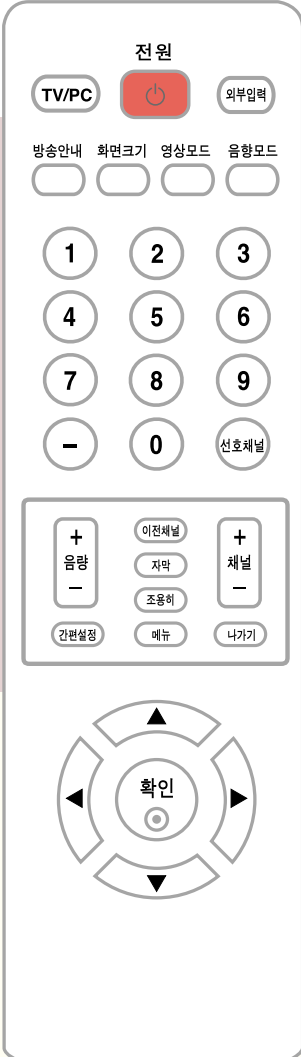 전원
TV/PC 외부입력
방송안내 화면크기 영상모드 음향모드
1 2 3
4 5 6
7 8 9
– 0 선호채널
+ 이전채널 +
음량 자막 채널
– 조용히 –
간편설정 메뉴 나가기
확인